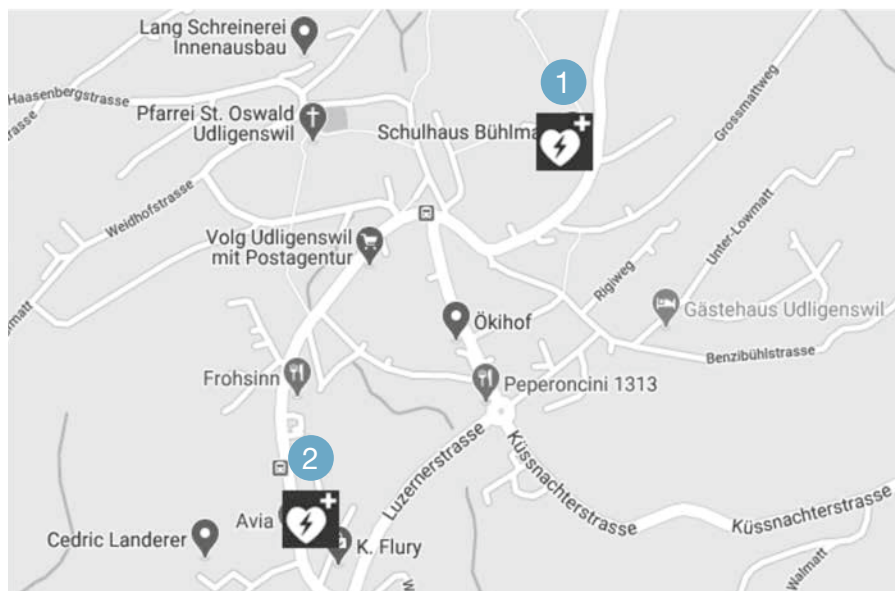 Lang Schreinerei
Innenausbau
1
Haasenbergstrasse
Grossmattweg
Pfarrei St. Oswald
Udligenswil
Schulhaus Bühlma
Weidhofstrasse
Unter-Lowmatt
Volg Udligenswil
mit Postagentur
Rigiweg
Gästehaus Udligenswil
Ökihof
Benzibühlstrasse
Frohsinn
Peperoncini 1313
Luzernerstrasse
Küssnachterstrasse
2
Küssnachterstrasse
Avia
Cedric Landerer
K. Flury
Walmatt